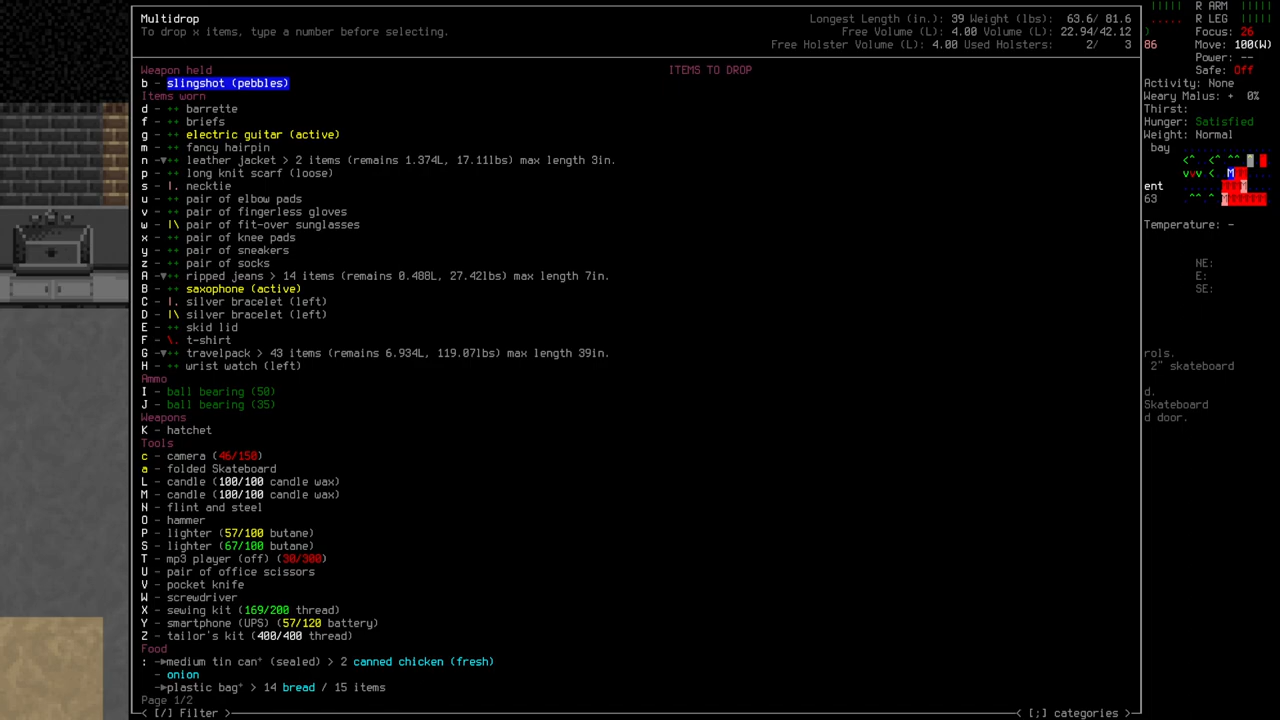 Multidrop
To drop x items, type a number before selecting.
Longest Length (in.): 39 Weight (lbs): 63.6/ 81.6
Free Volume (L): 4.00 Volume (L): 22.94/42.12
Free Holster Volume (L): 4.00 Used Holsters: 2/ 3
Weapon held
b - slingshot (pebbles)
Items worn
d - ++ barrette
f - ++ briefs
g - ++ electric guitar (active)
m - ++ fancy hairpin
n -▼++ leather jacket > 2 items (remains 1.374L, 17.11lbs) max length 3in.
p - ++ long knit scarf (loose)
s - |. necktie
u - ++ pair of elbow pads
v - ++ pair of fingerless gloves
w - |\ pair of fit-over sunglasses
x - ++ pair of knee pads
y - ++ pair of sneakers
z - ++ pair of socks
A -▼++ ripped jeans > 14 items (remains 0.488L, 27.42lbs) max length 7in.
B - ++ saxophone (active)
C - |. silver bracelet (left)
D - |\ silver bracelet (left)
E - ++ skid lid
F - \. t-shirt
G -▼++ travelpack > 43 items (remains 6.934L, 119.07lbs) max length 39in.
H - ++ wrist watch (left)
Ammo
I - ball bearing (50)
J - ball bearing (35)
Weapons
K - hatchet
Tools
c - camera (46/150)
a - folded Skateboard
L - candle (100/100 candle wax)
M - candle (100/100 candle wax)
N - flint and steel
O - hammer
P - lighter (57/100 butane)
S - lighter (67/100 butane)
T - mp3 player (off) (30/300)
U - pair of office scissors
V - pocket knife
W - screwdriver
X - sewing kit (169/200 thread)
Y - smartphone (UPS) (57/120 battery)
Z - tailor's kit (400/400 thread)
Food
: -▶medium tin can⁺ (sealed) > 2 canned chicken (fresh)
- onion
-▶plastic bag⁺ > 14 bread / 15 items
Page 1/2
< [/] Filter >
ITEMS TO DROP
< [;] categories >
||||| R ARM |||||
..... R LEG |||||
) Focus: 26
86 Move: 100(W)
Power: --
Safe: Off
Activity: None
Weary Malus: + 0%
Thirst:
Hunger: Satisfied
Weight: Normal
bay
<^ <^ ^^
vvv < M
ent
63 ^^ ^ M
Temperature: -
NE:
E:
SE:
rols.
2" skateboard
d.
Skateboard
d door.